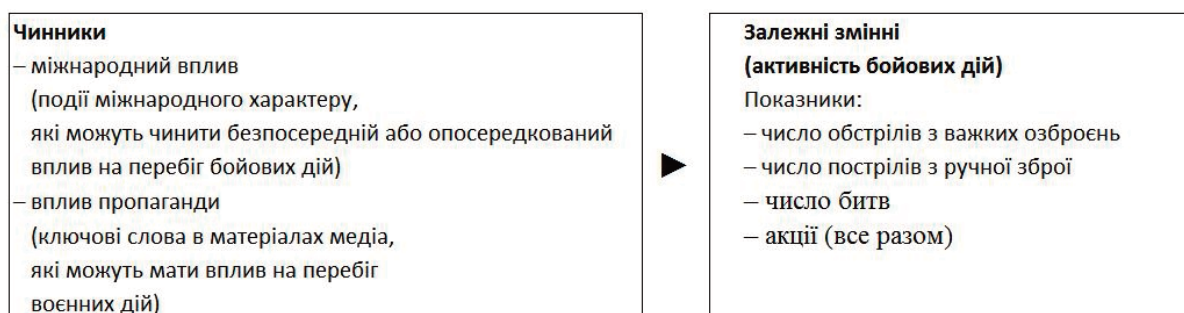 Чинники
– міжнародний вплив
(події міжнародного характеру,
які можуть чинити безпосередній або опосередкований
вплив на перебіг бойових дій)
– вплив пропаганди
(ключові слова в матеріалах медіа,
які можуть мати вплив на перебіг
воєнних дій)
Залежні змінні
(активність бойових дій)
Показники:
– число обстрілів з важких озброєнь
– число пострілів з ручної зброї
– число битв
– акції (все разом)